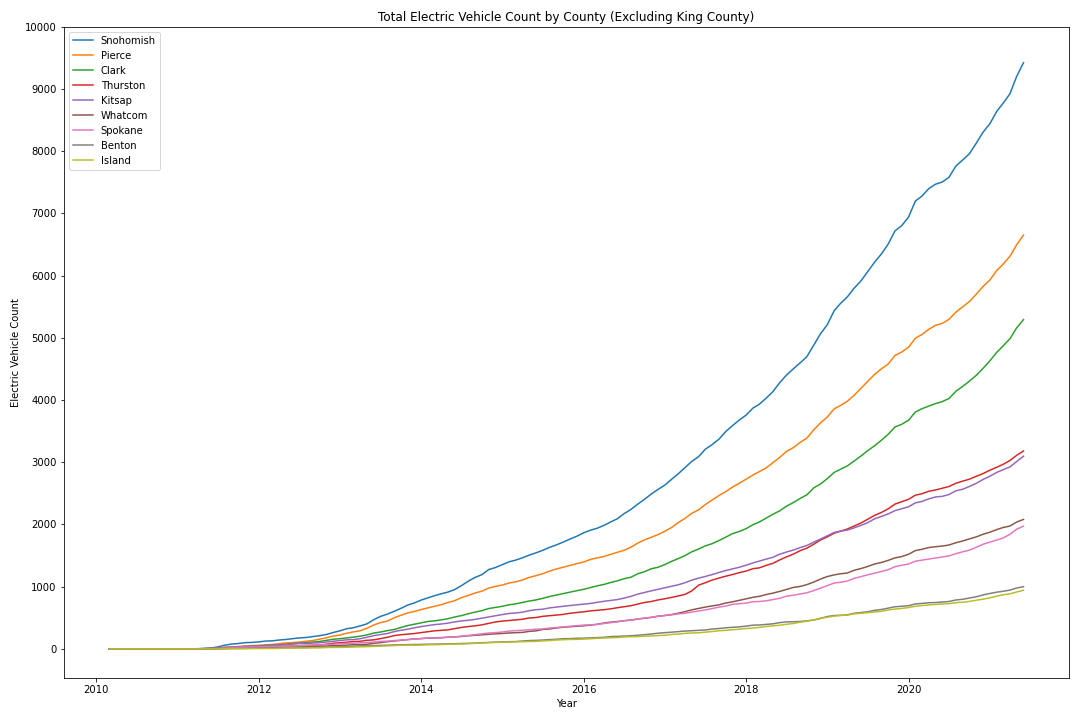 Total Electric Vehicle Count by County (Excluding King County)
10000
9000
8000
7000
6000
5000
4000
3000
2000
1000
0
Electric Vehicle Count
Snohomish
Pierce
Clark
Thurston
Kitsap
Whatcom
Spokane
Benton
Island
2010 2012 2014 2016 2018 2020
Year